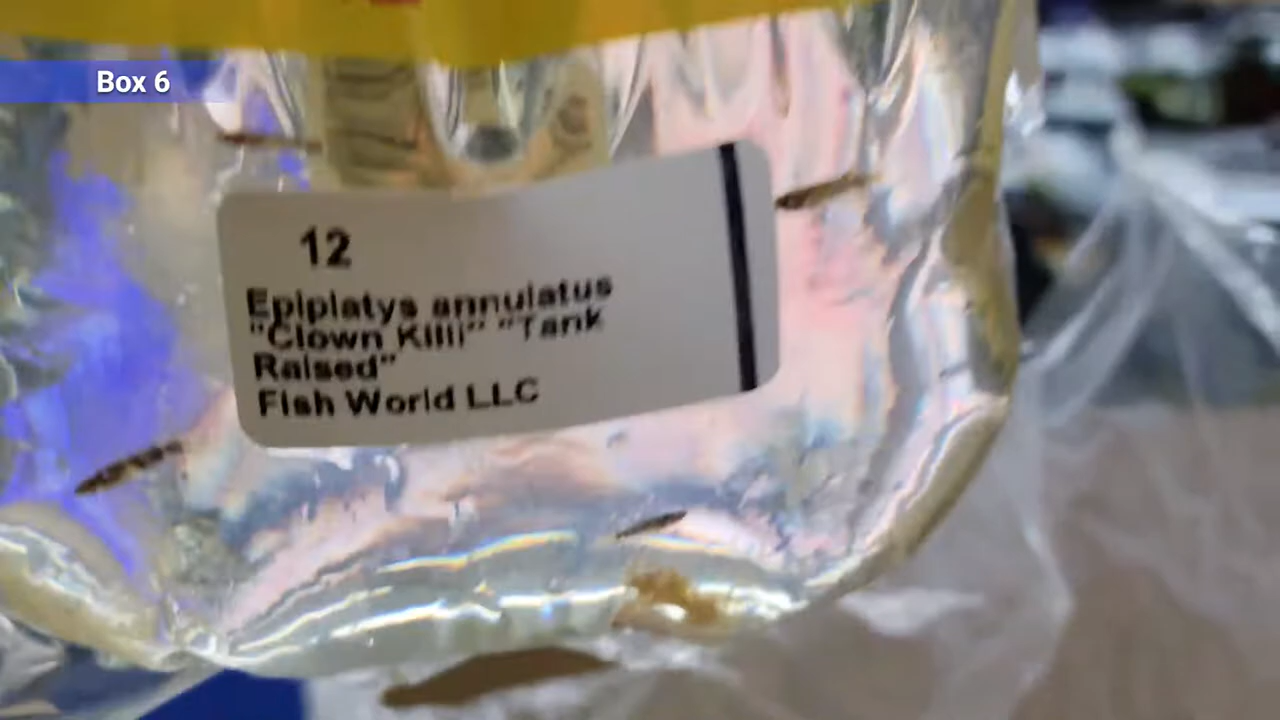 Box 6
12
Epiplatys annulatus
"Clown Killi" "Tank
Raised"
Fish World LLC